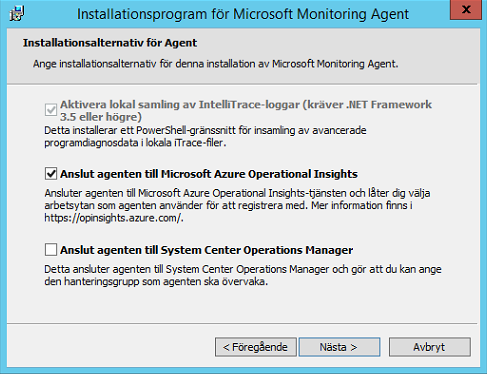 Installationsprogram för Microsoft Monitoring Agent
x
Installationsalternativ för Agent
Ange installationsalternativ för denna installation av Microsoft Monitoring Agent.
Aktivera lokal samling av IntelliTrace-loggar (kräver .NET Framework
3.5 eller högre)
Detta installerar ett PowerShell-gränssnitt för insamling av avancerade
programdiagnosdata i lokala iTrace-filer.
Anslut agenten till Microsoft Azure Operational Insights
Ansluter agenten till Microsoft Azure Operational Insights-tjänsten och låter dig välja
arbetsytan som agenten använder för att registrera med. Mer information finns i
https://opinsights.azure.com/.
Anslut agenten till System Center Operations Manager
Detta ansluter agenten till System Center Operations Manager och gör att du kan ange
den hanteringsgrupp som agenten ska övervaka.
< Föregående Nästa > Avbryt